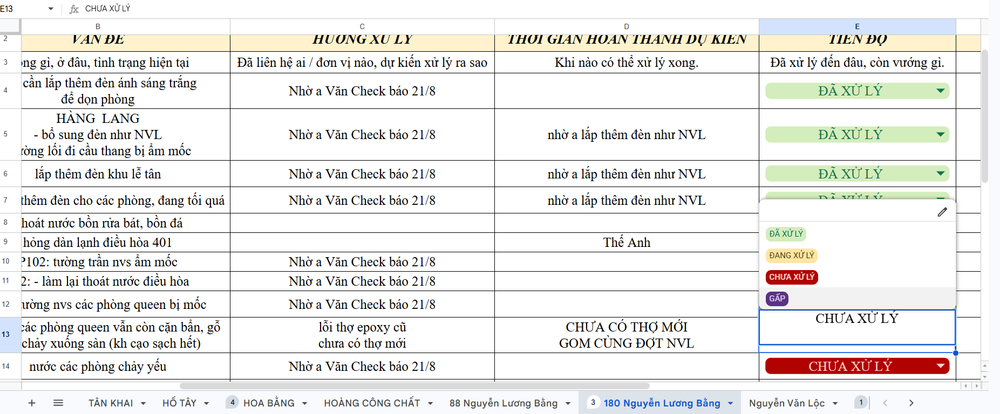 E13 fx CHƯA XỬ LÝ
B C D E
2 VẤN ĐỀ HƯỚNG XỬ LÝ THỜI GIAN HOÀN THÀNH DỰ KIẾN TIẾN ĐỘ
3 gì, ở đâu, tình trạng hiện tại Đã liên hệ ai / đơn vị nào, dự kiến xử lý ra sao Khi nào có thể xử lý xong. Đã xử lý đến đâu, còn vướng gì.
4 cần lắp thêm đèn ánh sáng trắng
để dọn phòng Nhờ a Văn Check báo 21/8 ĐÃ XỬ LÝ
5 HÀNG LANG
- bổ sung đèn như NVL
lối đi cầu thang bị ẩm mốc Nhờ a Văn Check báo 21/8 nhờ a lắp thêm đèn như NVL ĐÃ XỬ LÝ
6 lắp thêm đèn khu lễ tân Nhờ a Văn Check báo 21/8 nhờ a lắp thêm đèn như NVL ĐÃ XỬ LÝ
7 thêm đèn cho các phòng, đang tối quá Nhờ a Văn Check báo 21/8 nhờ a lắp thêm đèn như NVL ĐÃ XỬ LÝ
8 hoát nước bồn rửa bát, bồn đá
9 hỏng dàn lạnh điều hòa 401 Thế Anh
ĐÃ XỬ LÝ
10 P102: tường trần nvs ẩm mốc Nhờ a Văn Check báo 21/8
ĐANG XỬ LÝ
11 2: - làm lại thoát nước điều hòa Nhờ a Văn Check báo 21/8
CHƯA XỬ LÝ
12 ường nvs các phòng queen bị mốc Nhờ a Văn Check báo 21/8
GẤP
13 các phòng queen vẫn còn cặn bẩn, gỗ
chảy xuống sàn (kh cạo sạch hết) lỗi thợ epoxy cũ
chưa có thợ mới CHƯA CÓ THỢ MỚI
GOM CÙNG ĐỢT NVL CHƯA XỬ LÝ
14 nước các phòng chảy yếu Nhờ a Văn Check báo 21/8 CHƯA XỬ LÝ
TÂN KHAI HỒ TÂY 4 HOA BẰNG HOÀNG CÔNG CHẤT 88 Nguyễn Lương Bằng 3 180 Nguyễn Lương Bằng Nguyễn Văn Lộc 1